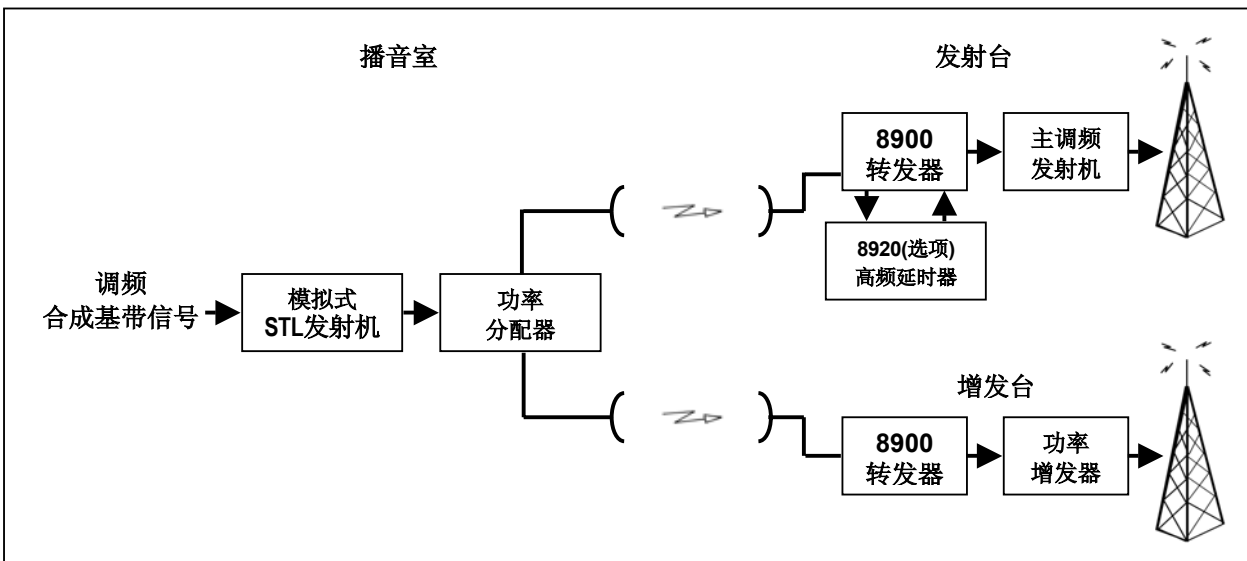 播音室
发射台
8900
转发器
主调频
发射机
8920(选项)
高频延时器
调频
合成基带信号
模拟式
STL发射机
功率
分配器
增发台
8900
转发器
功率
增发器